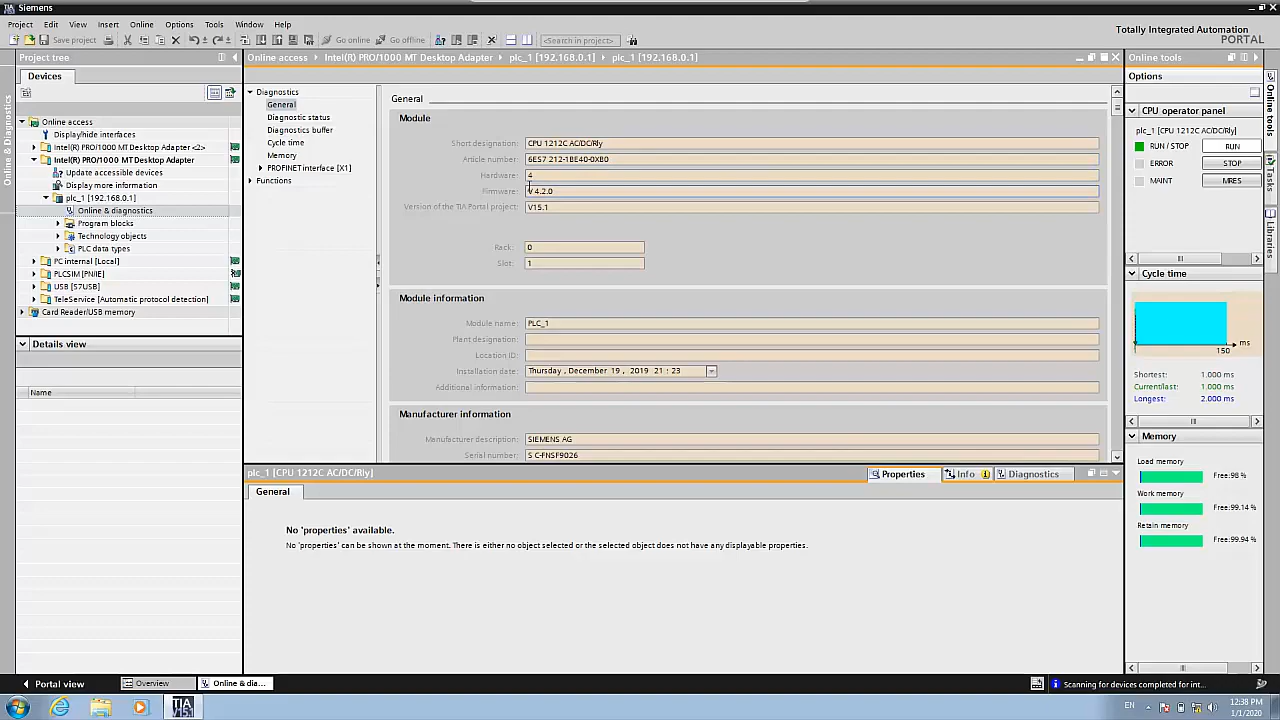 Siemens
Project Edit View Insert Online Options Tools Window Help
Totally Integrated Automation
PORTAL
Save project
Go online
Go offline
<Search in project>
Project tree
Online access
Intel(R) PRO/1000 MT Desktop Adapter
plc_1 [192.168.0.1]
plc_1 [192.168.0.1]
Online tools
Devices
Options
Online & Diagnostics
Online access
Display/hide interfaces
Intel(R) PRO/1000 MT Desktop Adapter <2>
Intel(R) PRO/1000 MT Desktop Adapter
Update accessible devices
Display more information
plc_1 [192.168.0.1]
Online & diagnostics
Program blocks
Technology objects
PLC data types
PC internal [Local]
PLCSIM [PN/IE]
USB [S7USB]
TeleService [Automatic protocol detection]
Card Reader/USB memory
Details view
Name
Diagnostics
General
Diagnostic status
Diagnostics buffer
Cycle time
Memory
PROFINET interface [X1]
Functions
General
Module
Short designation: CPU 1212C AC/DC/Rly
Article number: 6ES7 212-1BE40-0XB0
Hardware: 4
Firmware: V 4.2.0
Version of the TIA Portal project: V15.1
Rack: 0
Slot: 1
Module information
Module name: PLC_1
Plant designation:
Location ID:
Installation date: Thursday , December 19 , 2019 21 : 23
Additional information:
Manufacturer information
Manufacturer description: SIEMENS AG
Serial number: S C-FNSF9026
plc_1 [CPU 1212C AC/DC/Rly]
Properties
Info
Diagnostics
General
No 'properties' available.
No 'properties' can be shown at the moment. There is either no object selected or the selected object does not have any displayable properties.
CPU operator panel
plc_1 [CPU 1212C AC/DC/Rly]
RUN / STOP RUN
ERROR STOP
MAINT MRES
Cycle time
ms
150
Shortest: 1.000 ms
Current/last: 1.000 ms
Longest: 2.000 ms
Memory
Load memory
Free:98 %
Work memory
Free:99.14 %
Retain memory
Free:99.94 %
Online tools
Tasks
Libraries
Portal view
Overview
Online & dia...
Scanning for devices completed for int...
TIA
V15.1
EN
12:38 PM
1/1/2020